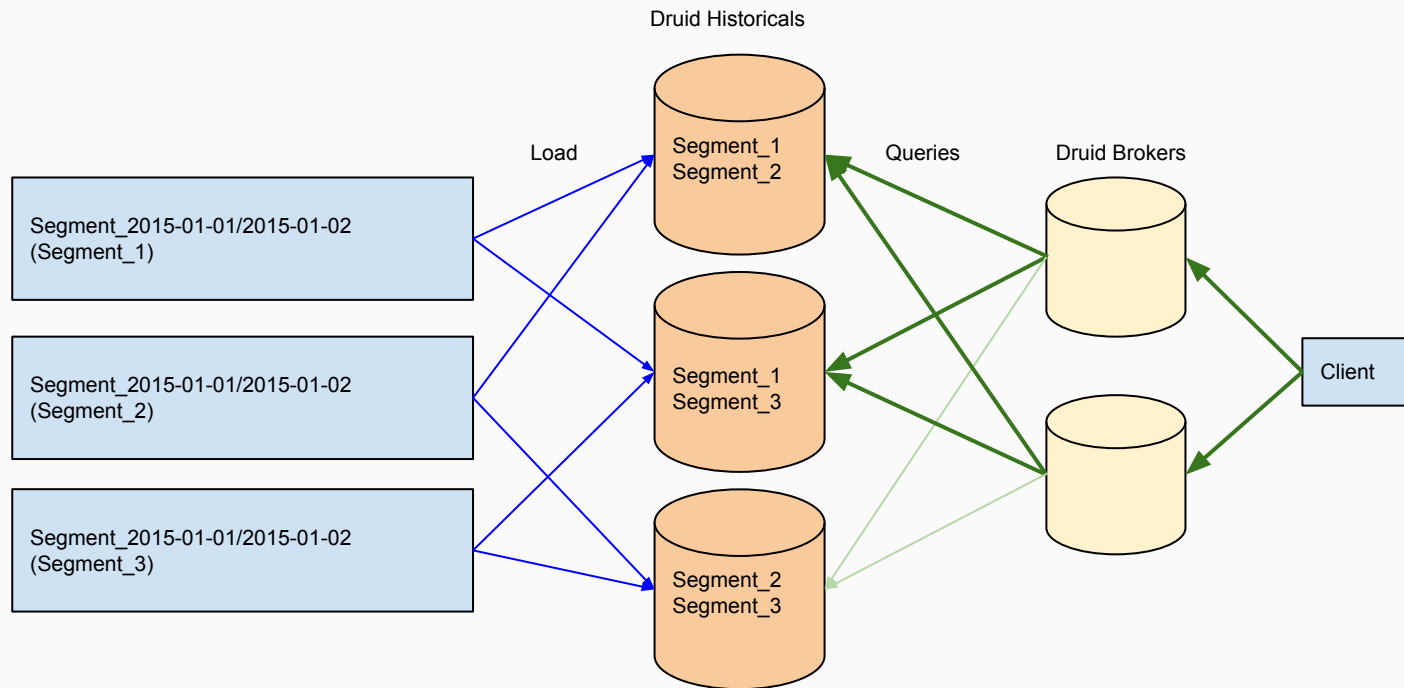 Druid Historicals
Load
Queries
Druid Brokers
Segment_2015-01-01/2015-01-02
(Segment_1)
Segment_2015-01-01/2015-01-02
(Segment_2)
Segment_2015-01-01/2015-01-02
(Segment_3)
Segment_1
Segment_2
Segment_1
Segment_3
Segment_2
Segment_3
Client